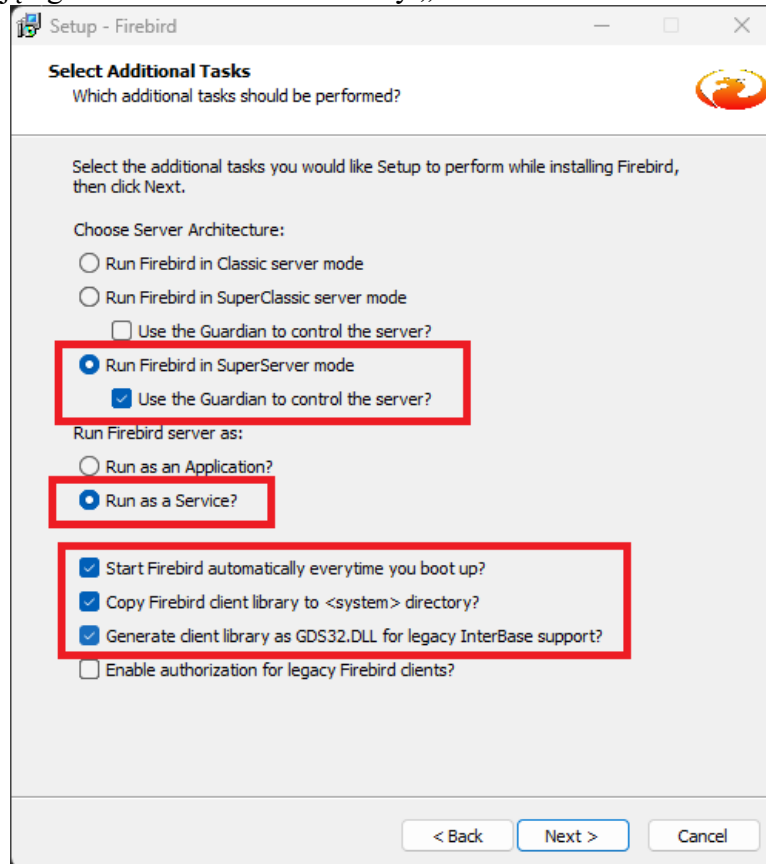 Setup - Firebird
Select Additional Tasks
Which additional tasks should be performed?
Select the additional tasks you would like Setup to perform while installing Firebird,
then click Next.
Choose Server Architecture:
Run Firebird in Classic server mode
Run Firebird in SuperClassic server mode
Use the Guardian to control the server?
Run Firebird in SuperServer mode
Use the Guardian to control the server?
Run Firebird server as:
Run as an Application?
Run as a Service?
Start Firebird automatically everytime you boot up?
Copy Firebird client library to <system> directory?
Generate client library as GDS32.DLL for legacy InterBase support?
Enable authorization for legacy Firebird clients?
< Back
Next >
Cancel